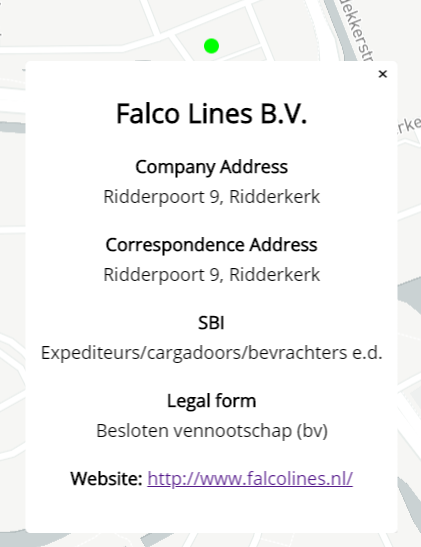 dekkerstr
rke
×
Falco Lines B.V.
Company Address
Ridderpoort 9, Ridderkerk
Correspondence Address
Ridderpoort 9, Ridderkerk
SBI
Expediteurs/cargadoors/bevrachters e.d.
Legal form
Besloten vennootschap (bv)
Website: http://www.falcolines.nl/